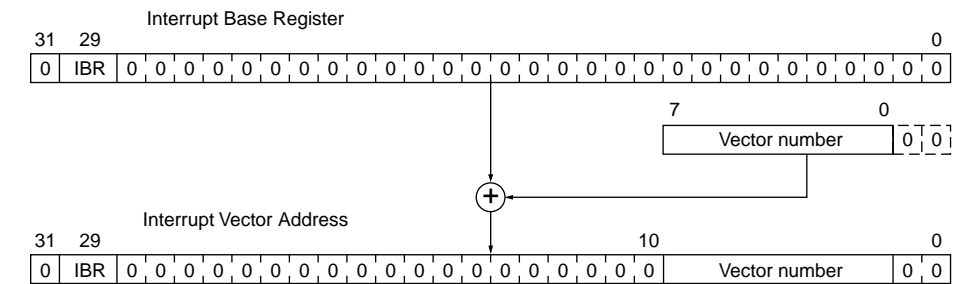 Interrupt Base Register
31 29 0
0 IBR 0 0 0 0 0 0 0 0 0 0 0 0 0 0 0 0 0 0 0 0 0 0 0 0 0 0 0 0 0
7 0
Vector number 0 0
+
Interrupt Vector Address
31 29 10 0
0 IBR 0 0 0 0 0 0 0 0 0 0 0 0 0 0 0 0 0 0 0 Vector number 0 0